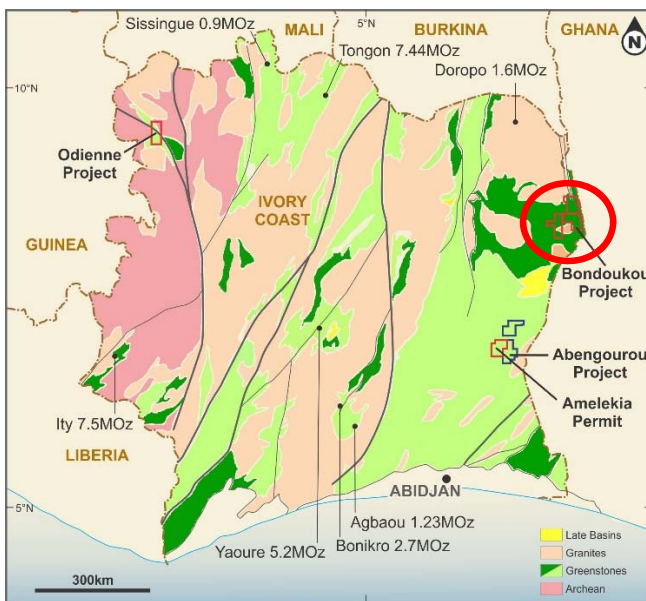 Sissingue 0.9MOz
MALI
5°N
BURKINA
GHANA
N
Tongon 7.44MOz
10°N
Doropo 1.6MOz
Odienne
Project
IVORY
COAST
GUINEA
Bondoukou
Project
Abengourou
Project
Amelekia
Permit
Ity 7.5MOz
LIBERIA
ABIDJAN
5°N
Agbaou 1.23MOz
Yaoure 5.2MOz
Bonikro 2.7MOz
Late Basins
Granites
Greenstones
Archean
300km